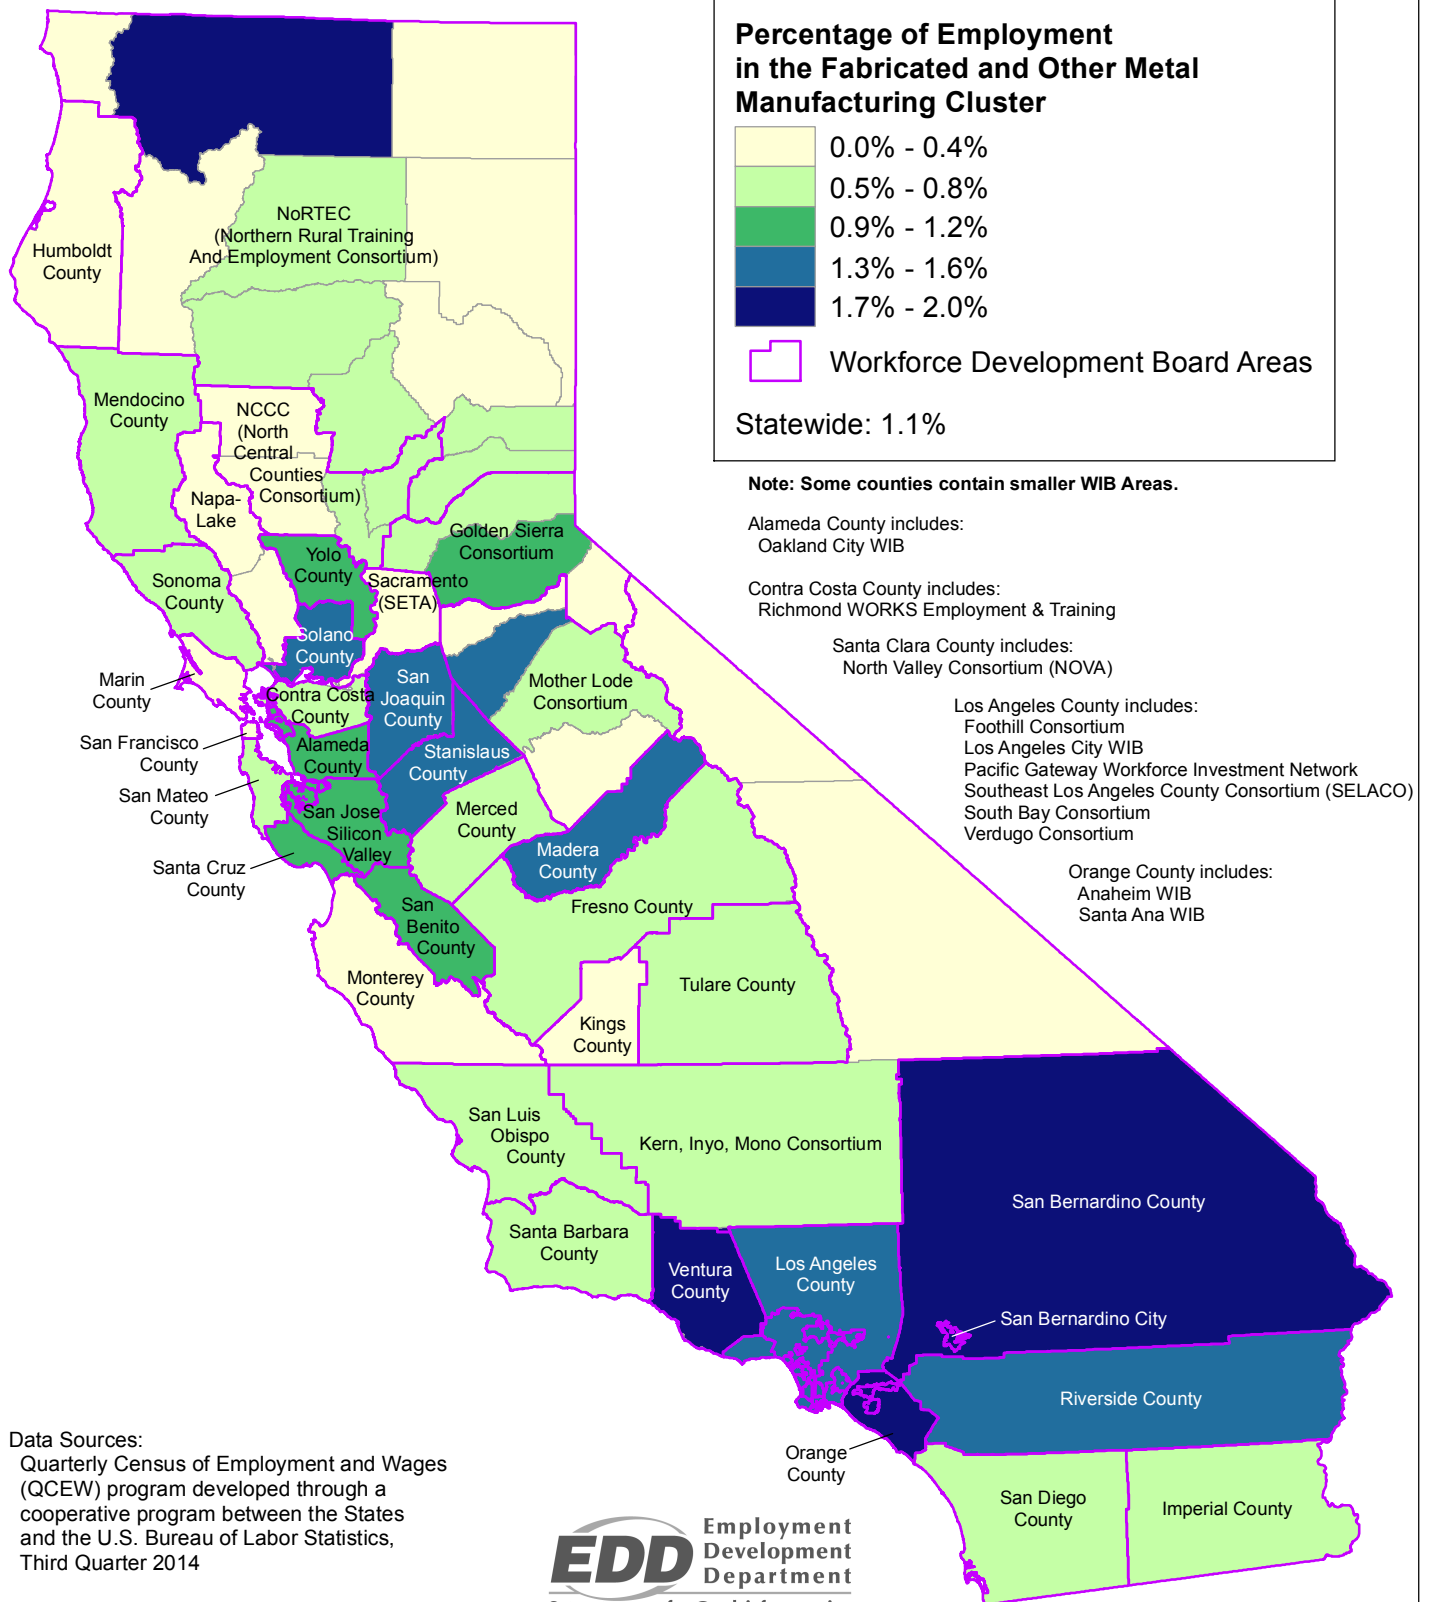 Percentage of Employment
in the Fabricated and Other Metal
Manufacturing Cluster
0.0% - 0.4%
0.5% - 0.8%
0.9% - 1.2%
1.3% - 1.6%
1.7% - 2.0%
Workforce Development Board Areas
Statewide: 1.1%
Note: Some counties contain smaller WIB Areas.
Alameda County includes:
Oakland City WIB
Contra Costa County includes:
Richmond WORKS Employment & Training
Santa Clara County includes:
North Valley Consortium (NOVA)
Los Angeles County includes:
Foothill Consortium
Los Angeles City WIB
Pacific Gateway Workforce Investment Network
Southeast Los Angeles County Consortium (SELACO)
South Bay Consortium
Verdugo Consortium
Orange County includes:
Anaheim WIB
Santa Ana WIB
NoRTEC
(Northern Rural Training
And Employment Consortium)
Humboldt
County
Mendocino
County
NCCC
(North
Central
Counties
Consortium)
Napa-
Lake
Golden Sierra
Consortium
Yolo
County
Sacramento
(SETA)
Sonoma
County
Solano
County
Marin
County
Contra Costa
County
San
Joaquin
County
Mother Lode
Consortium
San Francisco
County
Alameda
County
Stanislaus
County
San Mateo
County
San Jose
Silicon
Valley
Merced
County
Madera
County
Santa Cruz
County
San
Benito
County
Fresno County
Monterey
County
Kings
County
Tulare County
San Luis
Obispo
County
Kern, Inyo, Mono Consortium
San Bernardino County
Santa Barbara
County
Ventura
County
Los Angeles
County
San Bernardino City
Riverside County
Orange
County
San Diego
County
Imperial County
Data Sources:
Quarterly Census of Employment and Wages
(QCEW) program developed through a
cooperative program between the States
and the U.S. Bureau of Labor Statistics,
Third Quarter 2014
EDD
Employment
Development
Department